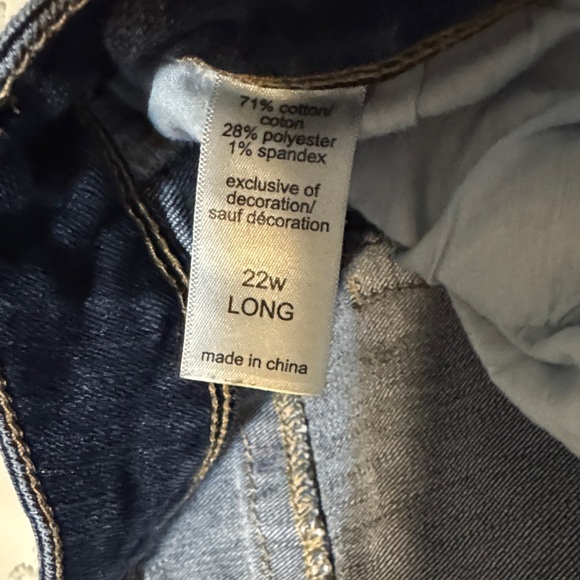 71% cotton/
coton
28% polyester
1% spandex
exclusive of
decoration/
sauf décoration
22w
LONG
made in china